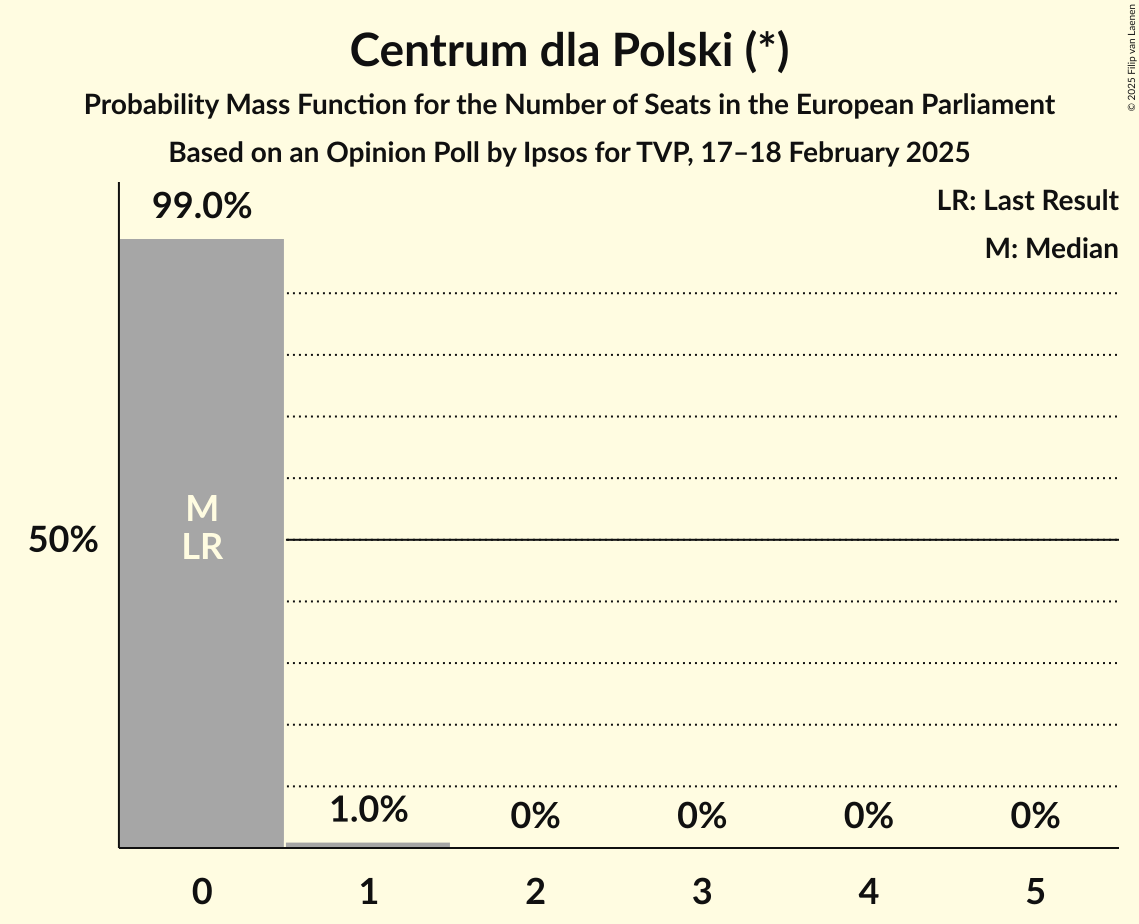 Centrum dla Polski (*)
Probability Mass Function for the Number of Seats in the European Parliament
Based on an Opinion Poll by Ipsos for TVP, 17–18 February 2025
© 2025 Filip van Laenen
LR: Last Result
M: Median
99.0%
M
LR
50%
1.0%
0%
0%
0%
0%
0
1
2
3
4
5